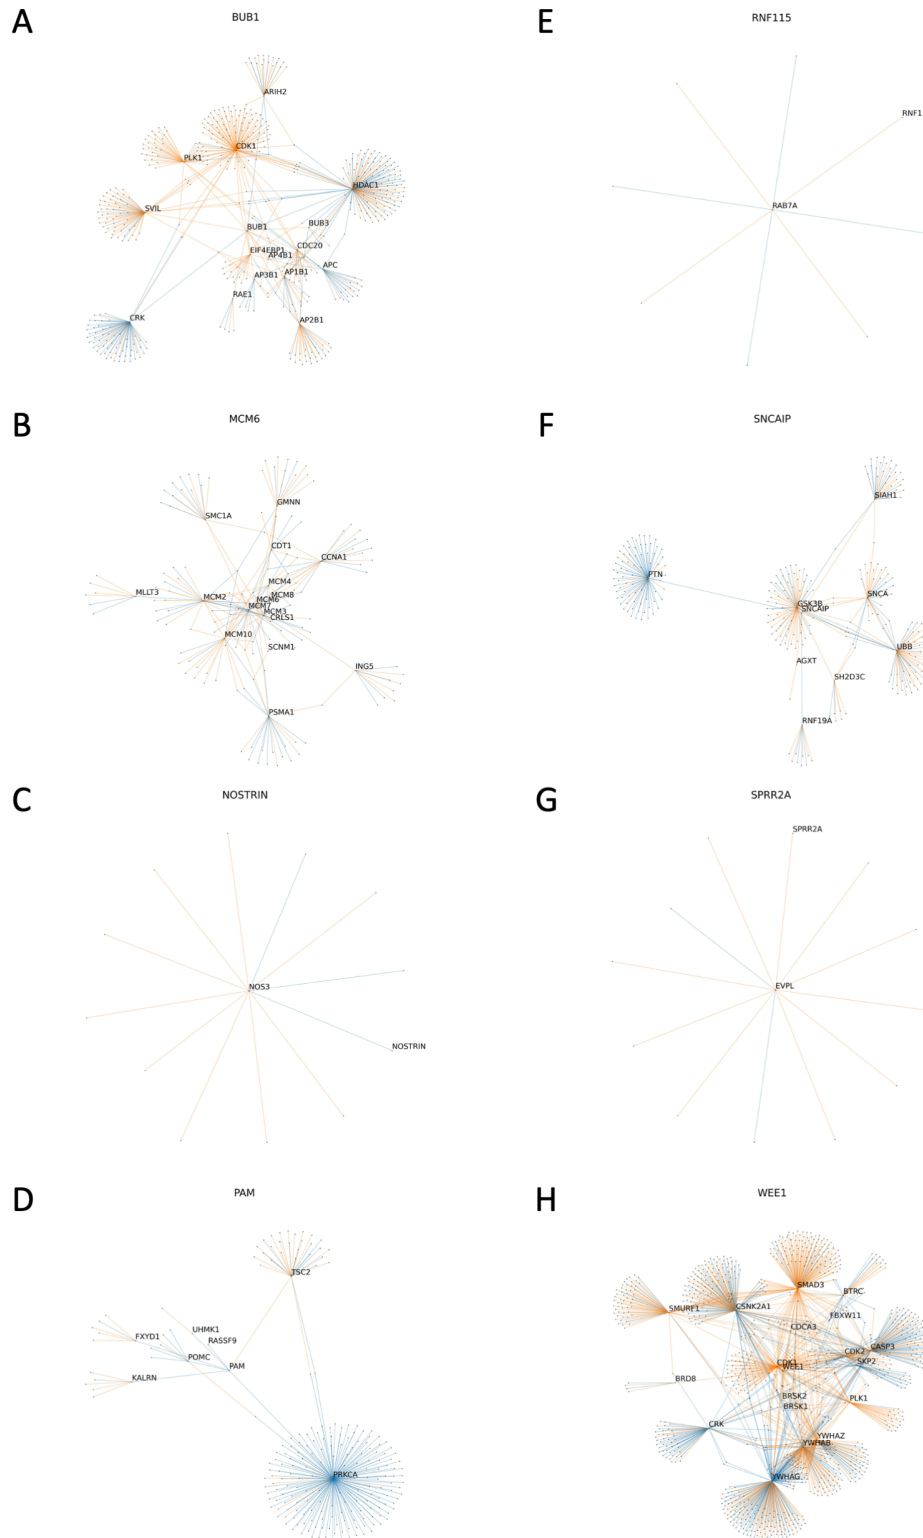 A
BUB1
ARIH2
CDK1
PLK1
HDAC1
SVIL
BUB3
BUB1
CDC20
EIF4EBP1
AP4B1
APC
AP1B1
AP3B1
RAE1
CRK
AP2B1
E
RNF115
RNF1
RAB7A
B
MCM6
GMNN
SMC1A
CDT1
CCNA1
MCM4
MLLT3
MCM8
MCM2
MCM6
MCM7
MCM3
CRLS1
MCM10
SCNM1
ING5
PSMA1
F
SNCAIP
SIAH1
PTN
SNCA
GSK3B
SNCAIP
UBB
AGXT
SH2D3C
RNF19A
C
NOSTRIN
NOS3
NOSTRIN
G
SPRR2A
SPRR2A
EVPL
D
PAM
TSC2
UHMK1
FXYD1
RASSF9
POMC
PAM
KALRN
PRKCA
H
WEE1
SMAD3
BTRC
CSNK2A1
SMURF1
FBXW11
CDCA3
CASP3
CDK2
CDK1
SKP2
WEE1
BRD8
BRSK2
PLK1
BRSK1
CRK
YWHAZ
YWHAB
YWHAG